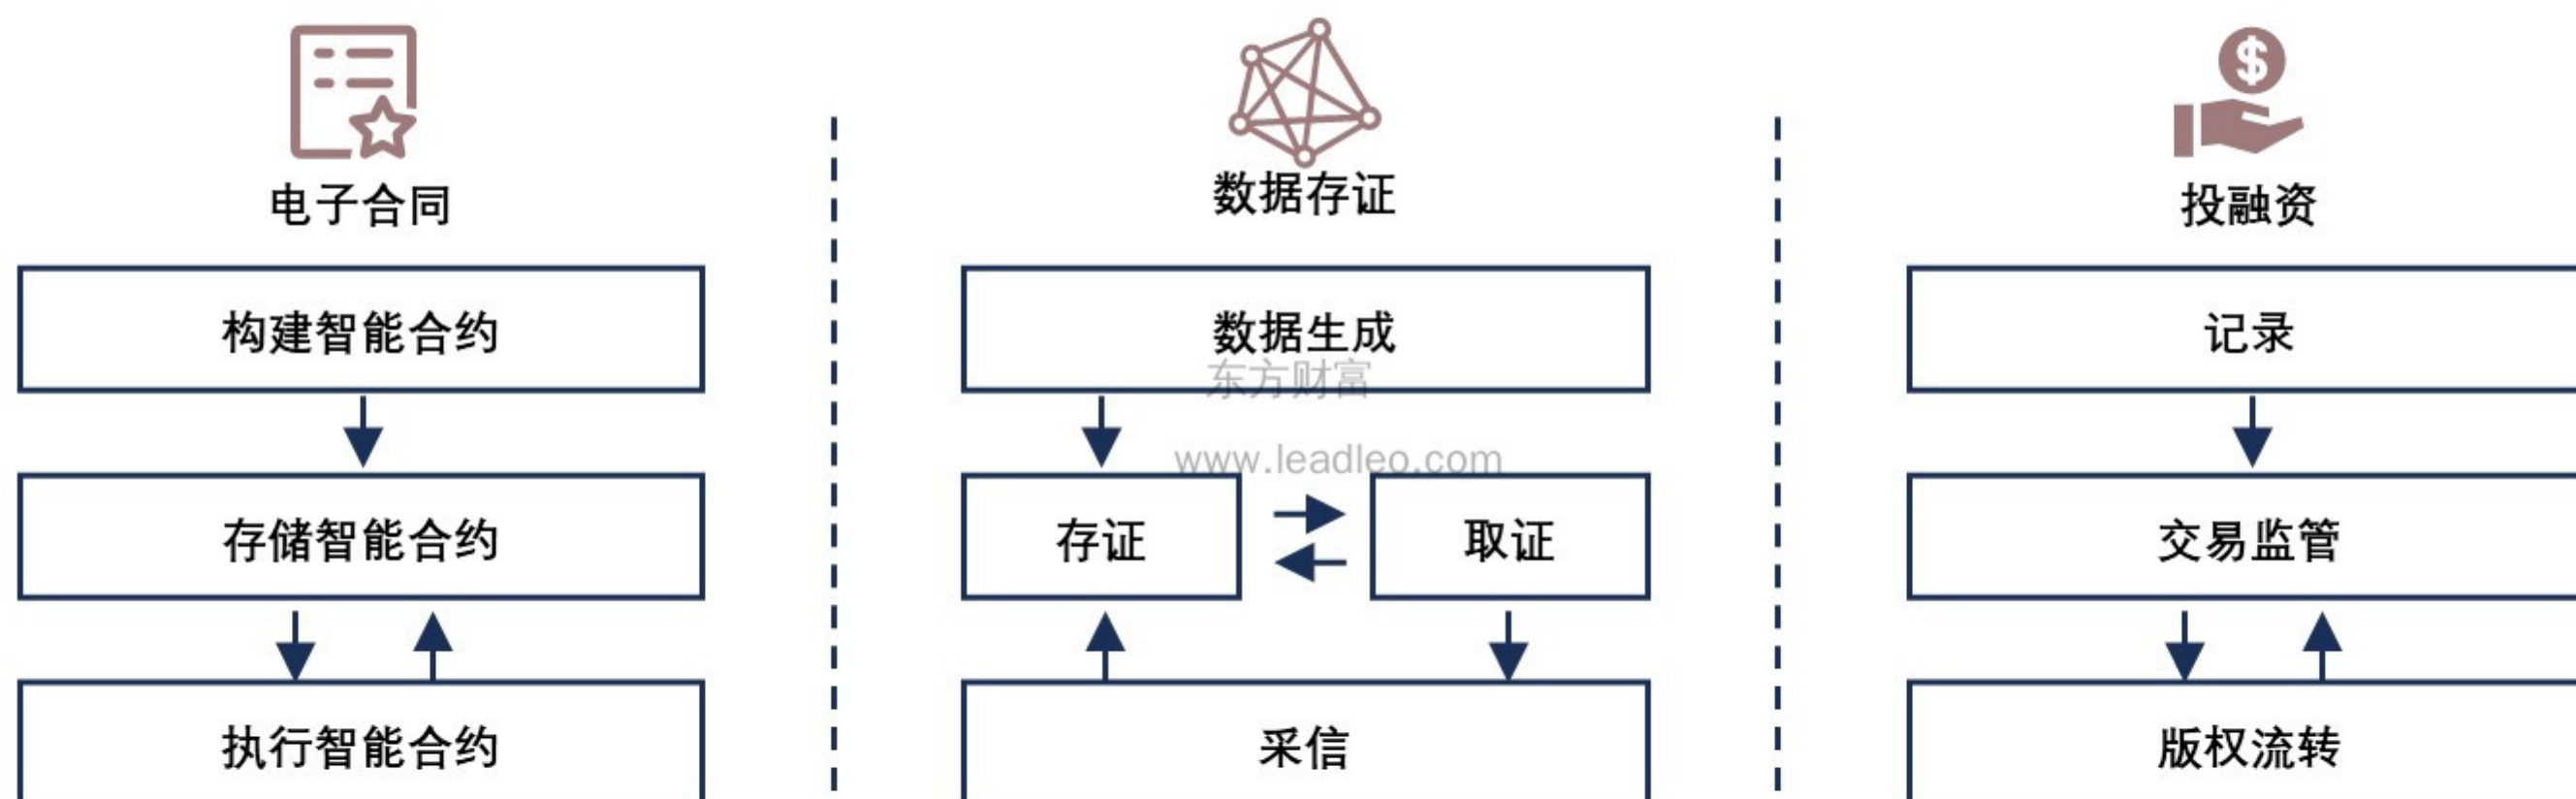 电子合同
构建智能合约
存储智能合约
执行智能合约
数据存证
数据生成
东方财富
www.leadleo.com
存证
取证
采信
投融资
记录
交易监管
版权流转